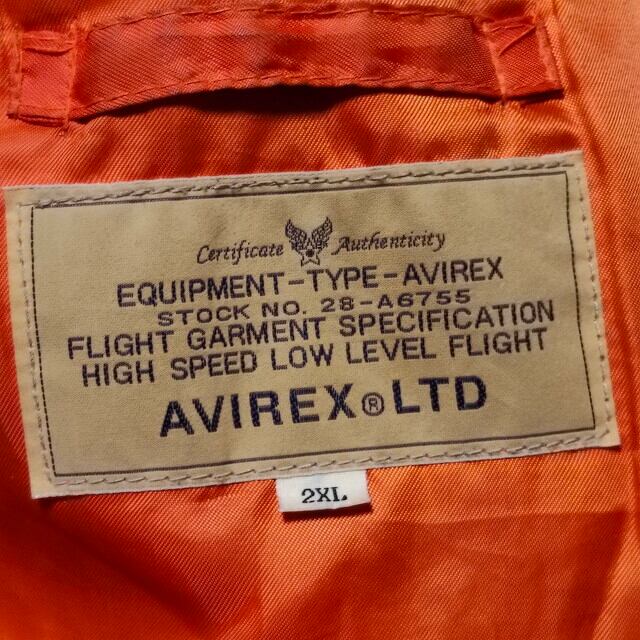 Certificate Authenticity
EQUIPMENT-TYPE-AVIREX
STOCK NO. 28-A6755
FLIGHT GARMENT SPECIFICATION
HIGH SPEED LOW LEVEL FLIGHT
AVIREX® LTD
2XL